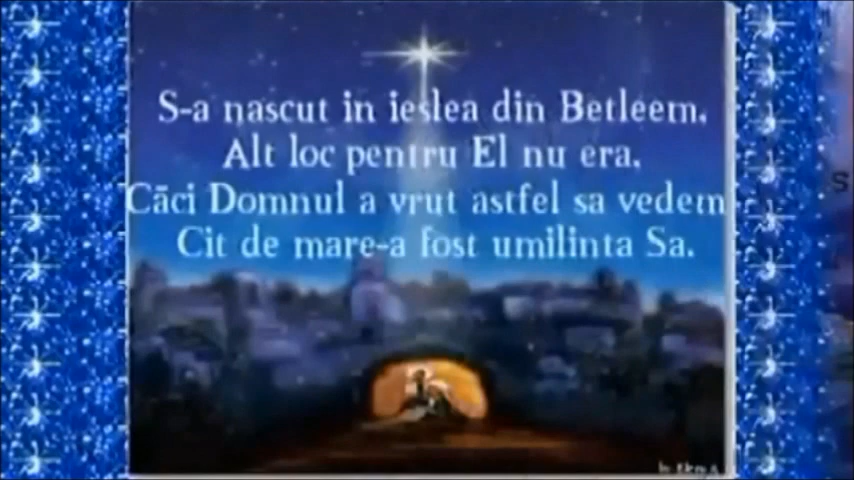 S-a nascut in ieslea din Betleem,
Alt loc pentru El nu era,
Căci Domnul a vrut astfel sa vedem
Cit de mare-a fost umilinta Sa.